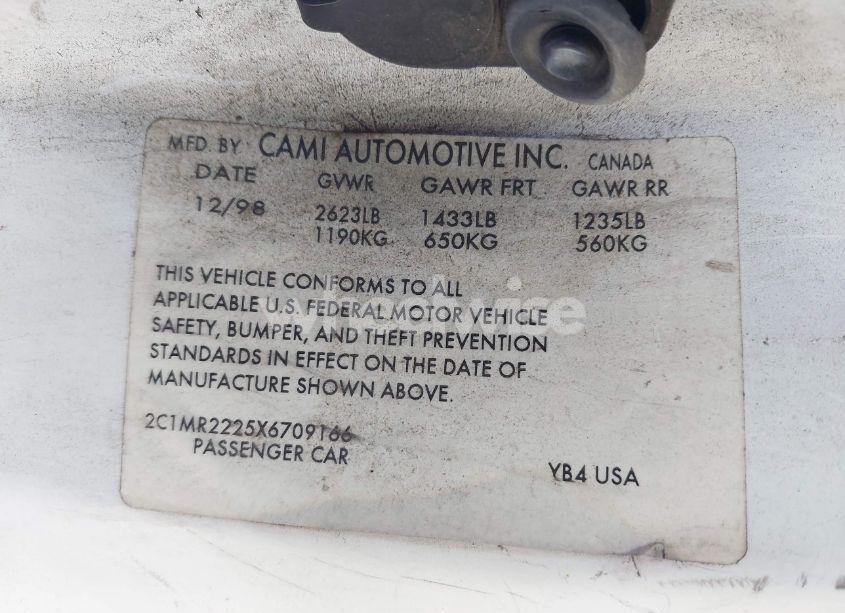 MFD. BY CAMI AUTOMOTIVE INC. CANADA
DATE GVWR GAWR FRT GAWR RR
12/98 2623LB 1433LB 1235LB
1190KG 650KG 560KG
THIS VEHICLE CONFORMS TO ALL
APPLICABLE U.S. FEDERAL MOTOR VEHICLE
SAFETY, BUMPER, AND THEFT PREVENTION
STANDARDS IN EFFECT ON THE DATE OF
MANUFACTURE SHOWN ABOVE.
2C1MR2225X6709166
PASSENGER CAR
YB4 USA